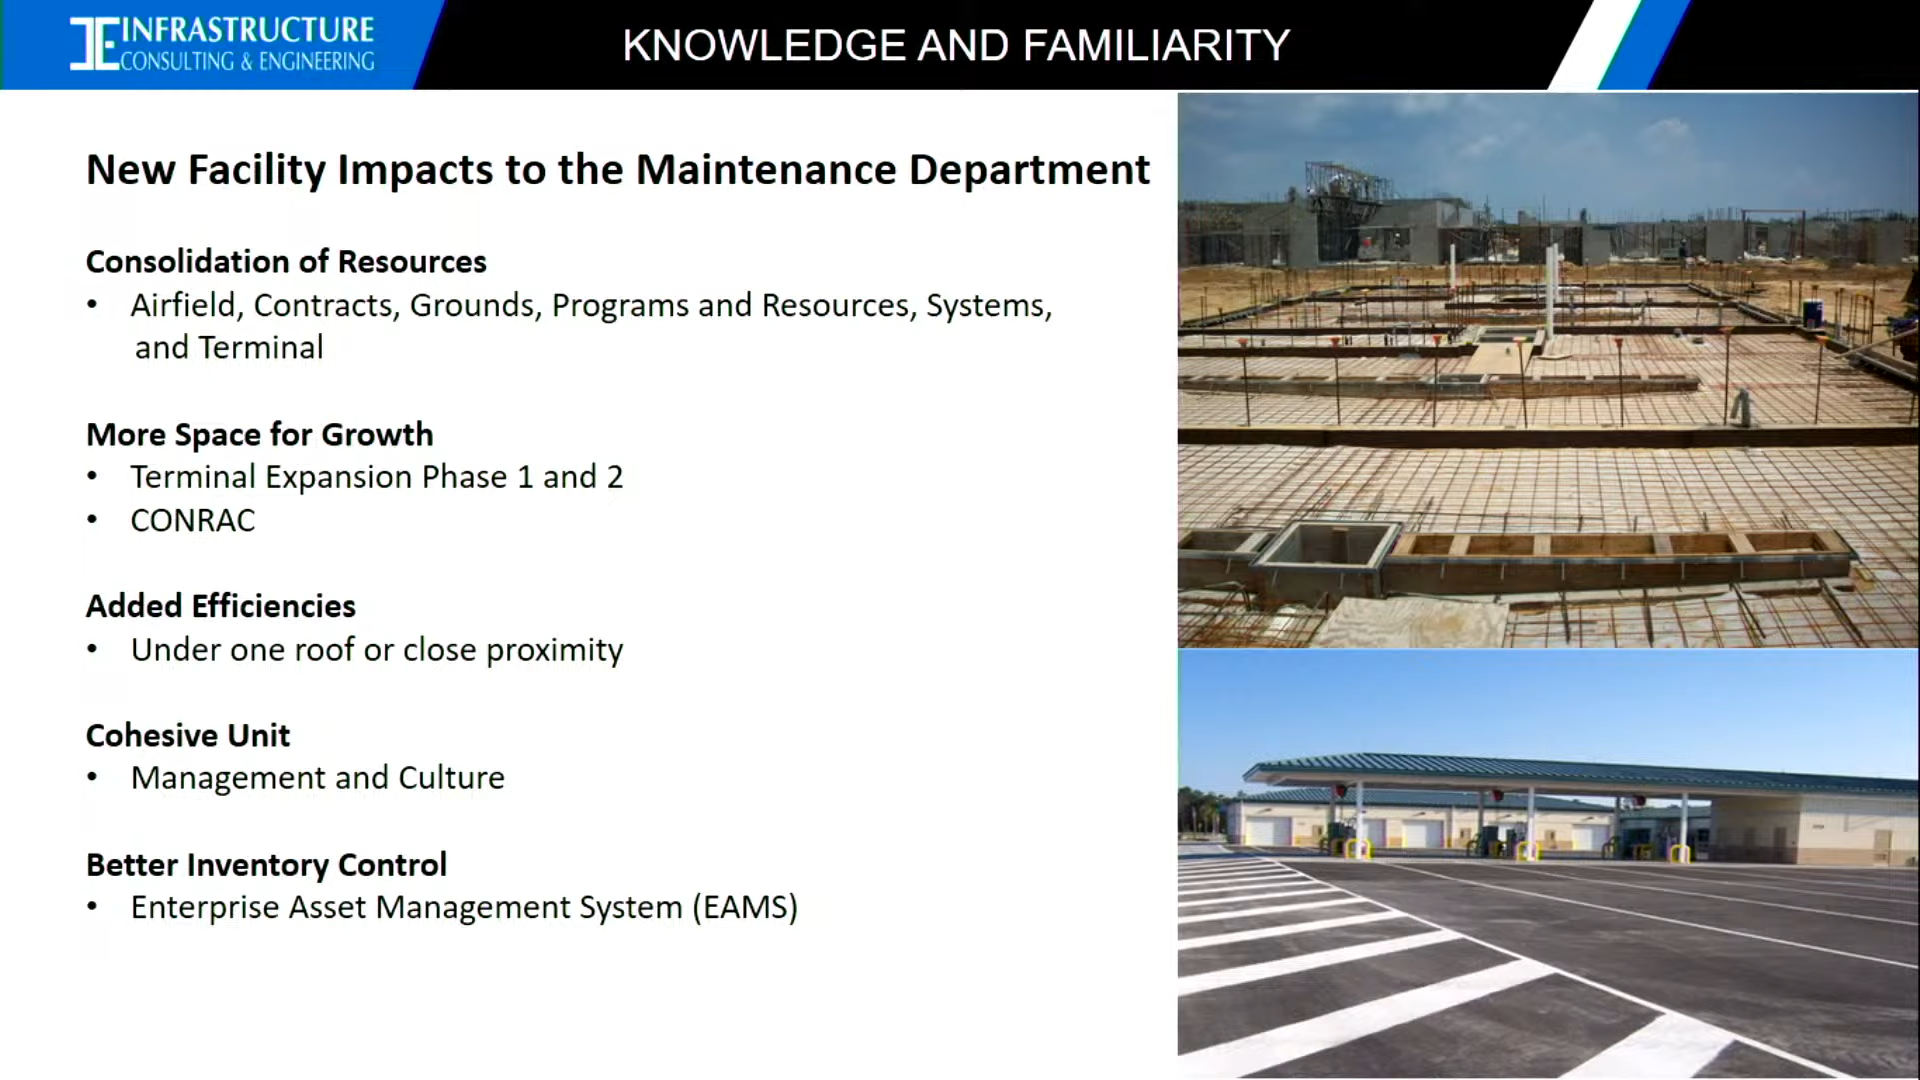 INFRASTRUCTURE
CONSULTING & ENGINEERING
KNOWLEDGE AND FAMILIARITY
New Facility Impacts to the Maintenance Department
Consolidation of Resources
• Airfield, Contracts, Grounds, Programs and Resources, Systems,
and Terminal
More Space for Growth
• Terminal Expansion Phase 1 and 2
• CONRAC
Added Efficiencies
• Under one roof or close proximity
Cohesive Unit
• Management and Culture
Better Inventory Control
• Enterprise Asset Management System (EAMS)